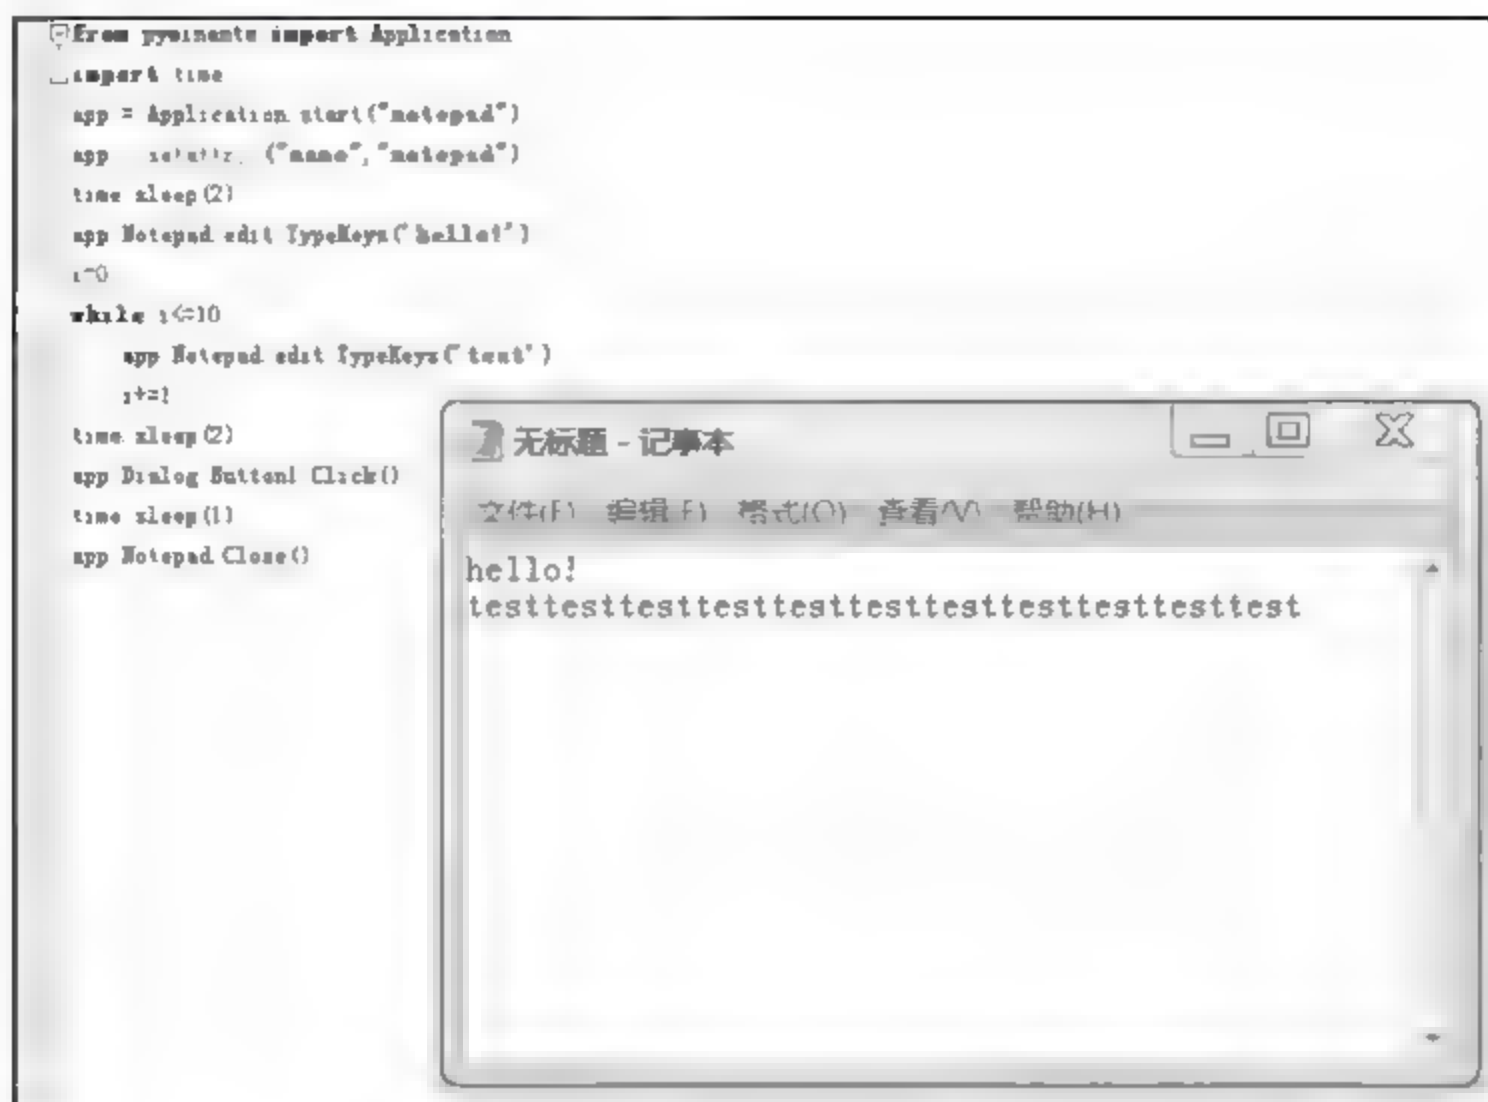 from pywinauto import Application
import time
app = Application.start("notepad")
app ("name","notepad")
time.sleep(2)
app.Notepad.edit.TypeKeys("hello!")
i=0
while i<=10
app.Notepad.edit.TypeKeys("test")
i+=1
time.sleep(2)
app.Dialog.Button1.Click()
time.sleep(1)
app.Notepad.Close()
无标题 - 记事本
文件(F) 编辑(E) 格式(O) 查看(V) 帮助(H)
hello!
testtesttesttesttesttesttesttesttesttesttest